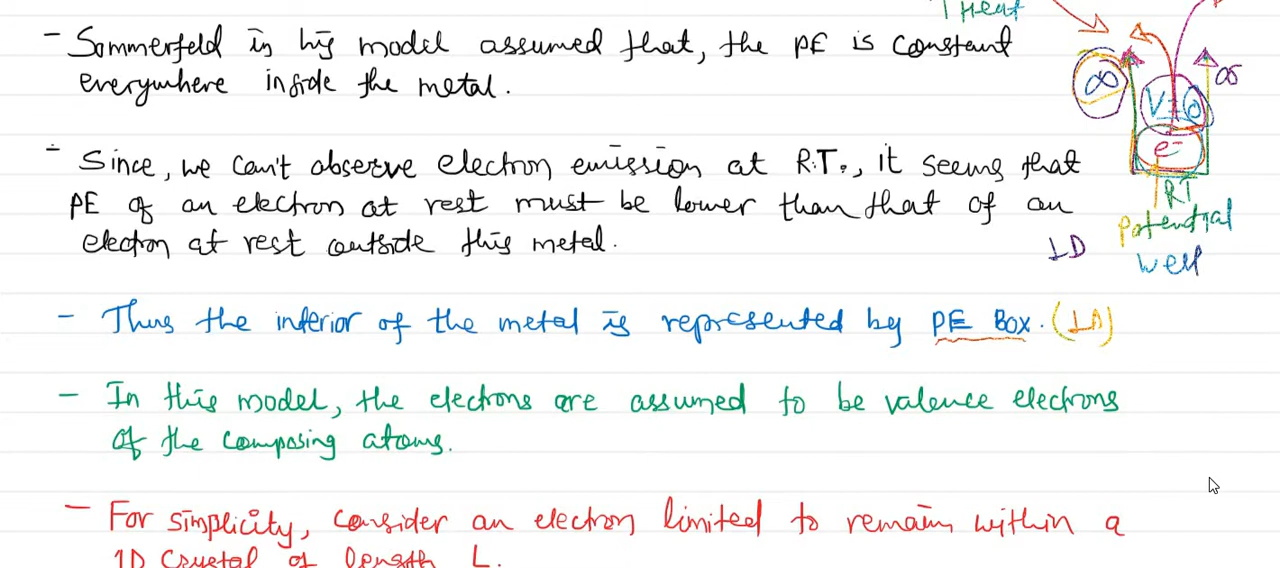 Heat
- Sommerfeld in his model assumed that, the PE is constant
everywhere inside the metal.
∞
∞
V=0
e-
RT
Potential
well
1D
- Since, we can't observe electron emission at R.T., it seems that
PE of an electron at rest must be lower than that of an
electron at rest outside this metal.
- Thus the interior of the metal is represented by PE Box. (1D)
- In this model, the electrons are assumed to be valence electrons
of the composing atoms.
- For simplicity, consider an electron limited to remain within a
1D Crystal of length L.